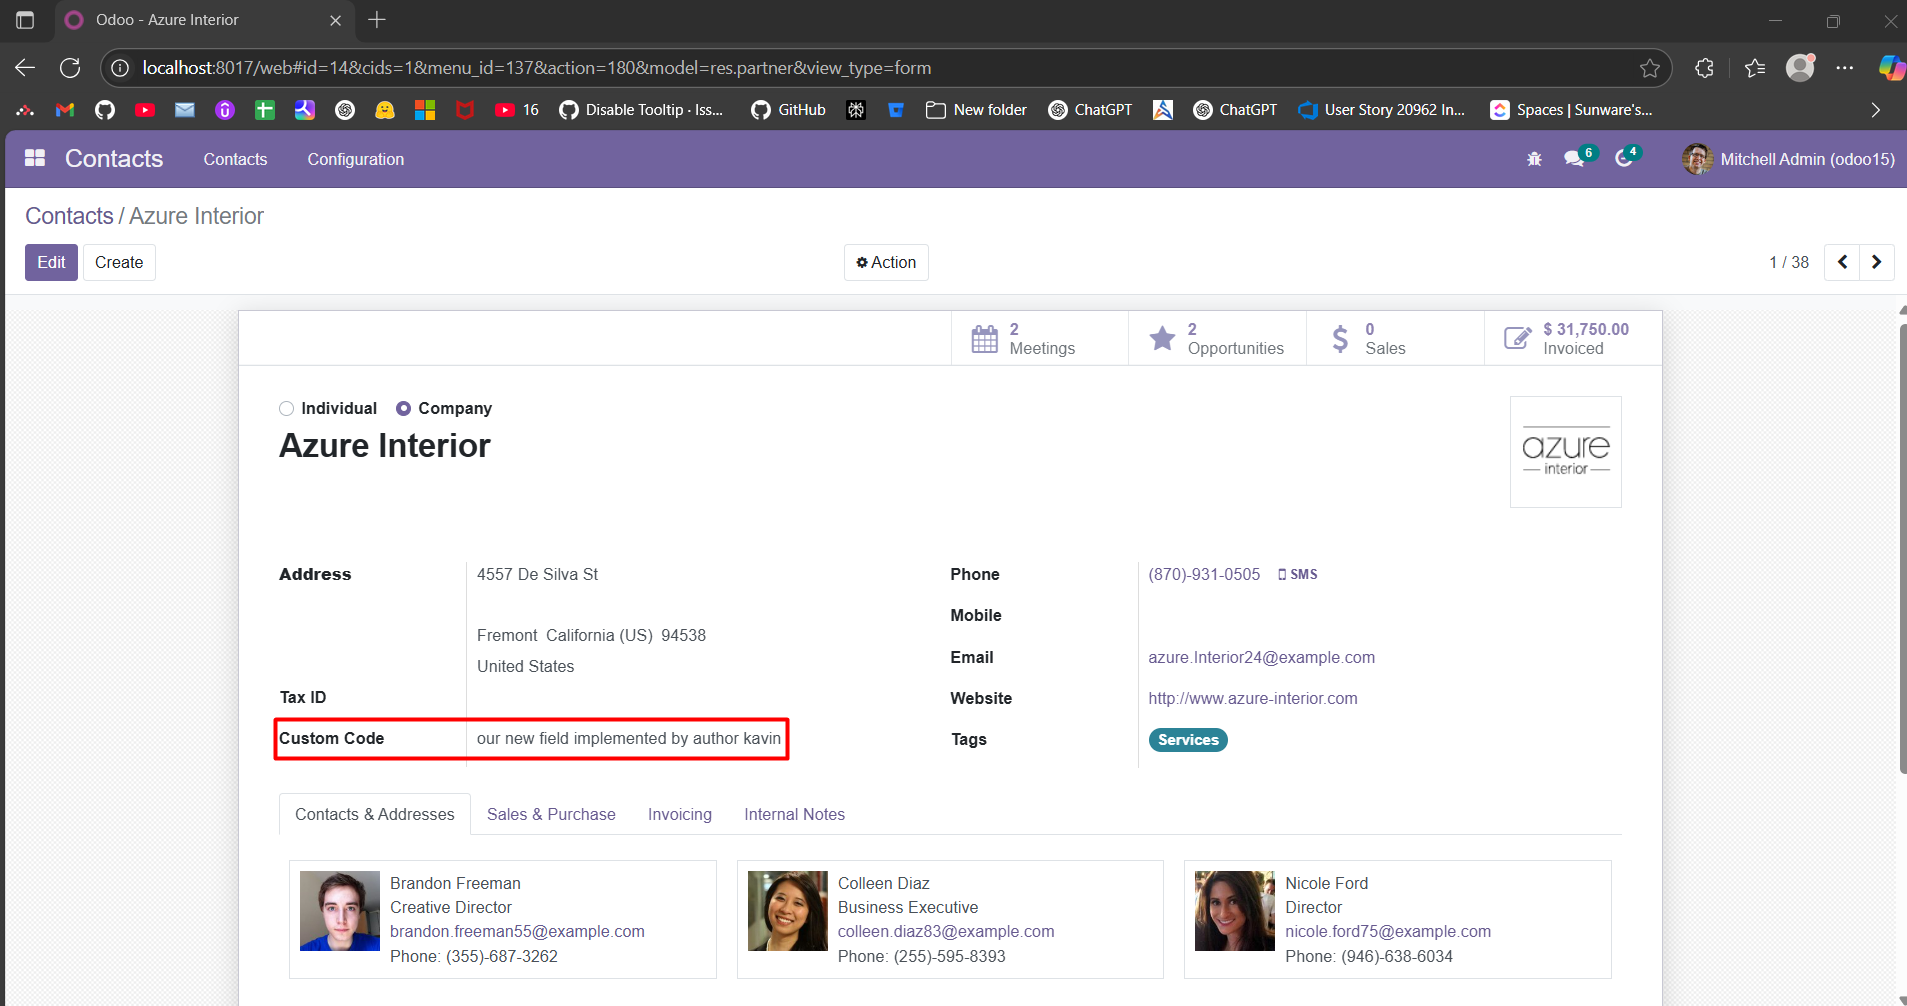 Odoo - Azure Interior
localhost:8017/web#id=14&cids=1&menu_id=137&action=180&model=res.partner&view_type=form
16
Disable Tooltip · Iss...
GitHub
New folder
ChatGPT
ChatGPT
User Story 20962 In...
Spaces | Sunware's...
Contacts
Contacts
Configuration
6
4
Mitchell Admin (odoo15)
Contacts / Azure Interior
Edit
Create
Action
1 / 38
2
Meetings
2
Opportunities
0
Sales
$ 31,750.00
Invoiced
Individual
Company
Azure Interior
azure
interior
Address
4557 De Silva St
Fremont California (US) 94538
United States
Tax ID
Custom Code
our new field implemented by author kavin
Phone
(870)-931-0505
SMS
Mobile
Email
azure.Interior24@example.com
Website
http://www.azure-interior.com
Tags
Services
Contacts & Addresses
Sales & Purchase
Invoicing
Internal Notes
Brandon Freeman
Creative Director
brandon.freeman55@example.com
Phone: (355)-687-3262
Colleen Diaz
Business Executive
colleen.diaz83@example.com
Phone: (255)-595-8393
Nicole Ford
Director
nicole.ford75@example.com
Phone: (946)-638-6034